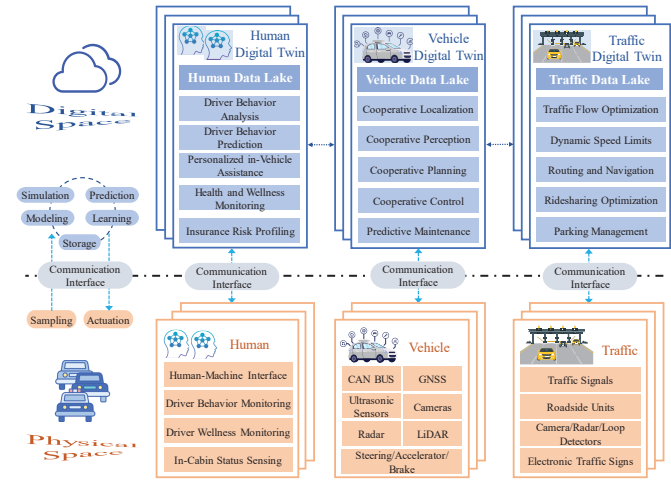 Digital
Space
Simulation
Prediction
Modeling
Learning
Storage
Communication
Interface
Sampling
Actuation
Physical
Space
Human
Digital Twin
Human Data Lake
Driver Behavior
Analysis
Driver Behavior
Prediction
Personalized in-Vehicle
Assistance
Health and Wellness
Monitoring
Insurance Risk Profiling
Communication
Interface
Human
Human-Machine Interface
Driver Behavior Monitoring
Driver Wellness Monitoring
In-Cabin Status Sensing
Vehicle
Digital Twin
Vehicle Data Lake
Cooperative Localization
Cooperative Perception
Cooperative Planning
Cooperative Control
Predictive Maintenance
Communication
Interface
Vehicle
CAN BUS
GNSS
Ultrasonic
Sensors
Cameras
Radar
LiDAR
Steering/Accelerator/
Brake
Traffic
Digital Twin
Traffic Data Lake
Traffic Flow Optimization
Dynamic Speed Limits
Routing and Navigation
Ridesharing Optimization
Parking Management
Communication
Interface
Traffic
Traffic Signals
Roadside Units
Camera/Radar/Loop
Detectors
Electronic Traffic Signs